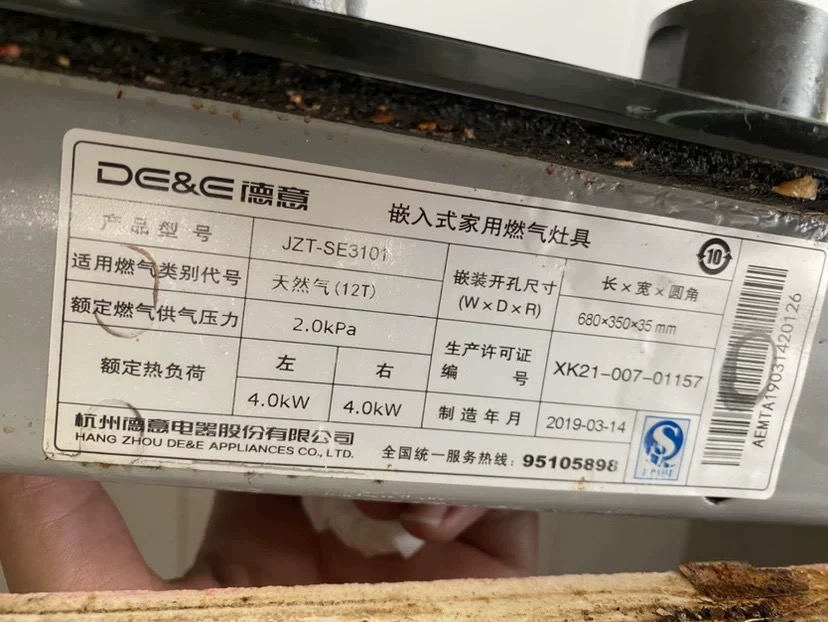 DE&E 德意
嵌入式家用燃气灶具
10
产品型号 JZT-SE3101
适用燃气类别代号 天然气(12T)
额定燃气供气压力 2.0kPa
额定热负荷 左 右
4.0kW 4.0kW
嵌装开孔尺寸 长×宽×圆角
(W×D×R) 680×350×35mm
生产许可证
编号 XK21-007-01157
制造年月 2019-03-14
杭州德意电器股份有限公司
HANG ZHOU DE&E APPLIANCES CO., LTD.
全国统一服务热线: 95105898
AEMTA19031420126